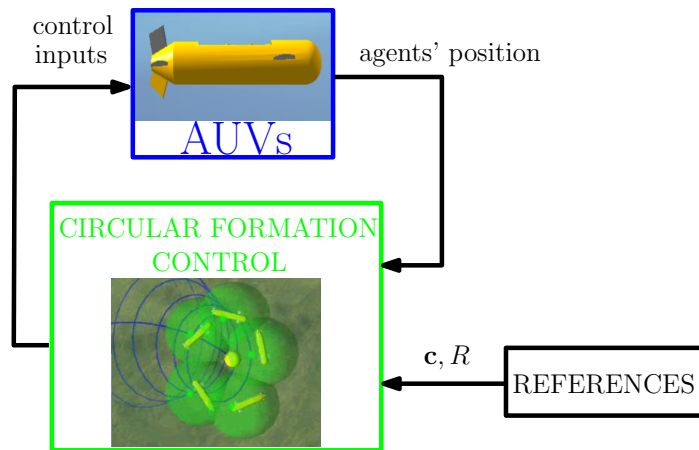 control
inputs
agents' position
AUVs
CIRCULAR FORMATION
CONTROL
c, R
REFERENCES